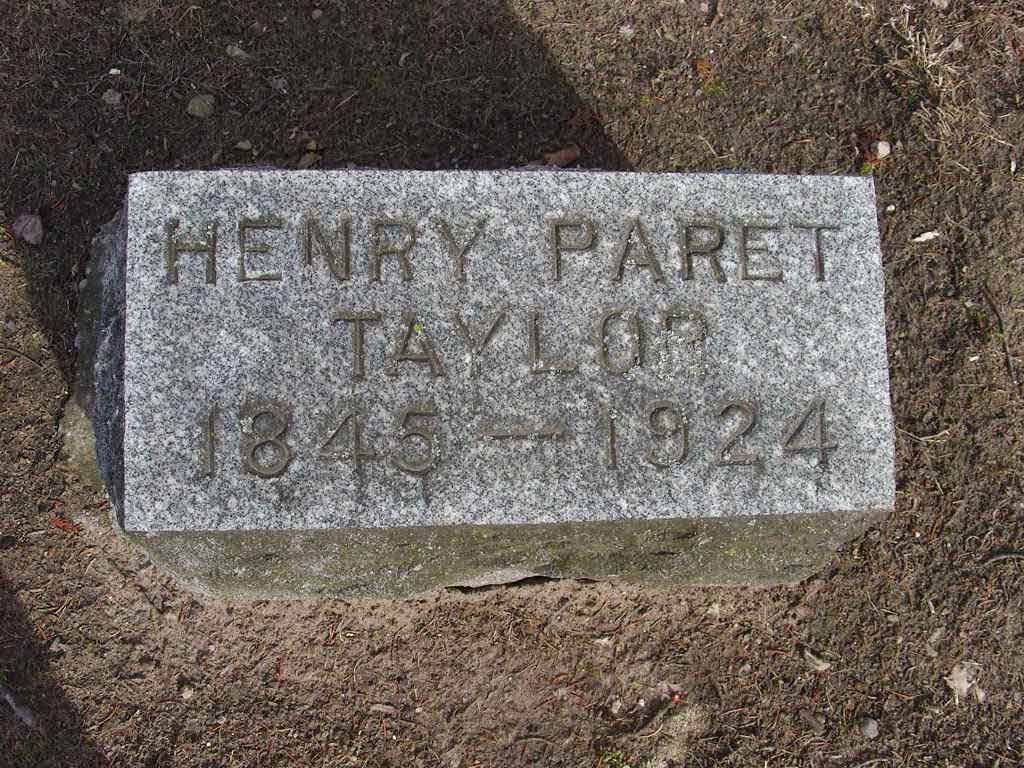 HENRY PARET
TAYLOR
1845 — 1924